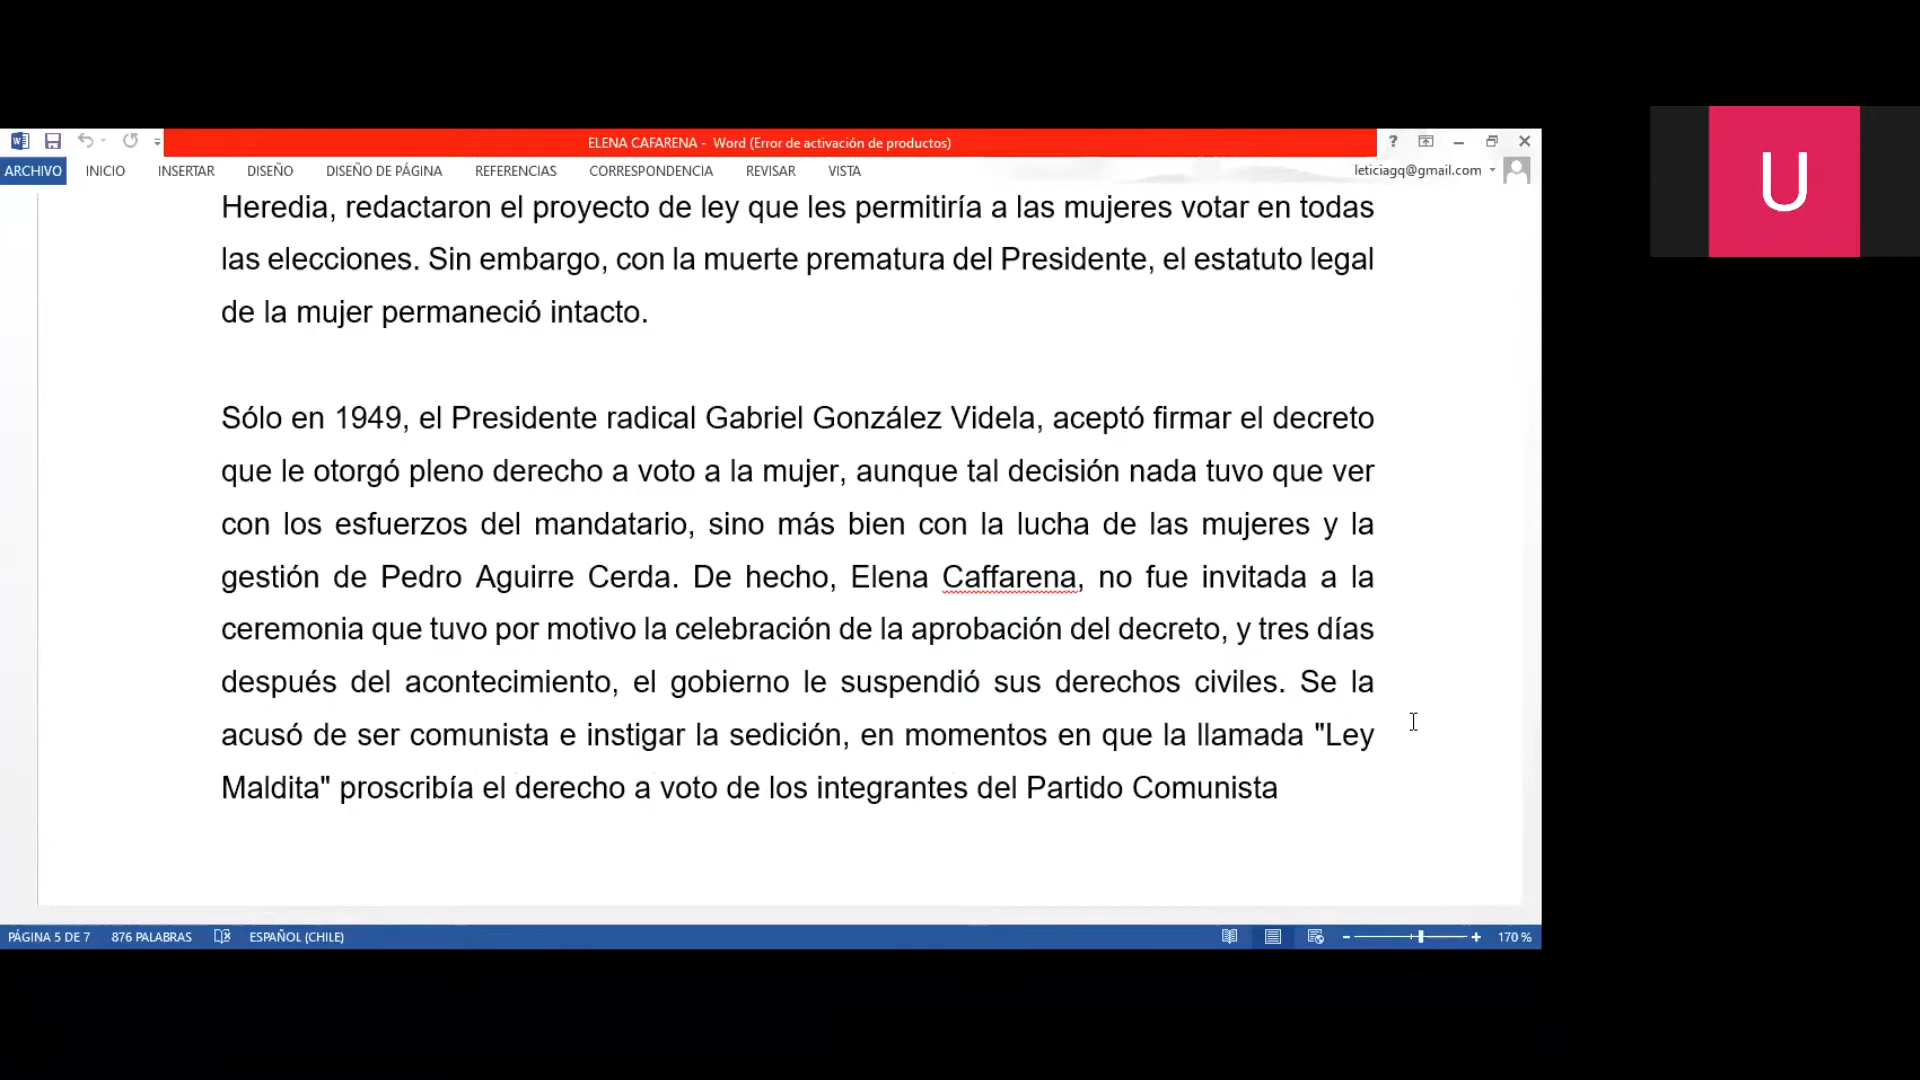 ELENA CAFARENA - Word (Error de activación de productos)
?
ARCHIVO INICIO INSERTAR DISEÑO DISEÑO DE PÁGINA REFERENCIAS CORRESPONDENCIA REVISAR VISTA leticiagq@gmail.com
U
Heredia, redactaron el proyecto de ley que les permitiría a las mujeres votar en todas
las elecciones. Sin embargo, con la muerte prematura del Presidente, el estatuto legal
de la mujer permaneció intacto.
Sólo en 1949, el Presidente radical Gabriel González Videla, aceptó firmar el decreto
que le otorgó pleno derecho a voto a la mujer, aunque tal decisión nada tuvo que ver
con los esfuerzos del mandatario, sino más bien con la lucha de las mujeres y la
gestión de Pedro Aguirre Cerda. De hecho, Elena Caffarena, no fue invitada a la
ceremonia que tuvo por motivo la celebración de la aprobación del decreto, y tres días
después del acontecimiento, el gobierno le suspendió sus derechos civiles. Se la
acusó de ser comunista e instigar la sedición, en momentos en que la llamada "Ley
Maldita" proscribía el derecho a voto de los integrantes del Partido Comunista
PÁGINA 5 DE 7 876 PALABRAS ESPAÑOL (CHILE) 170 %